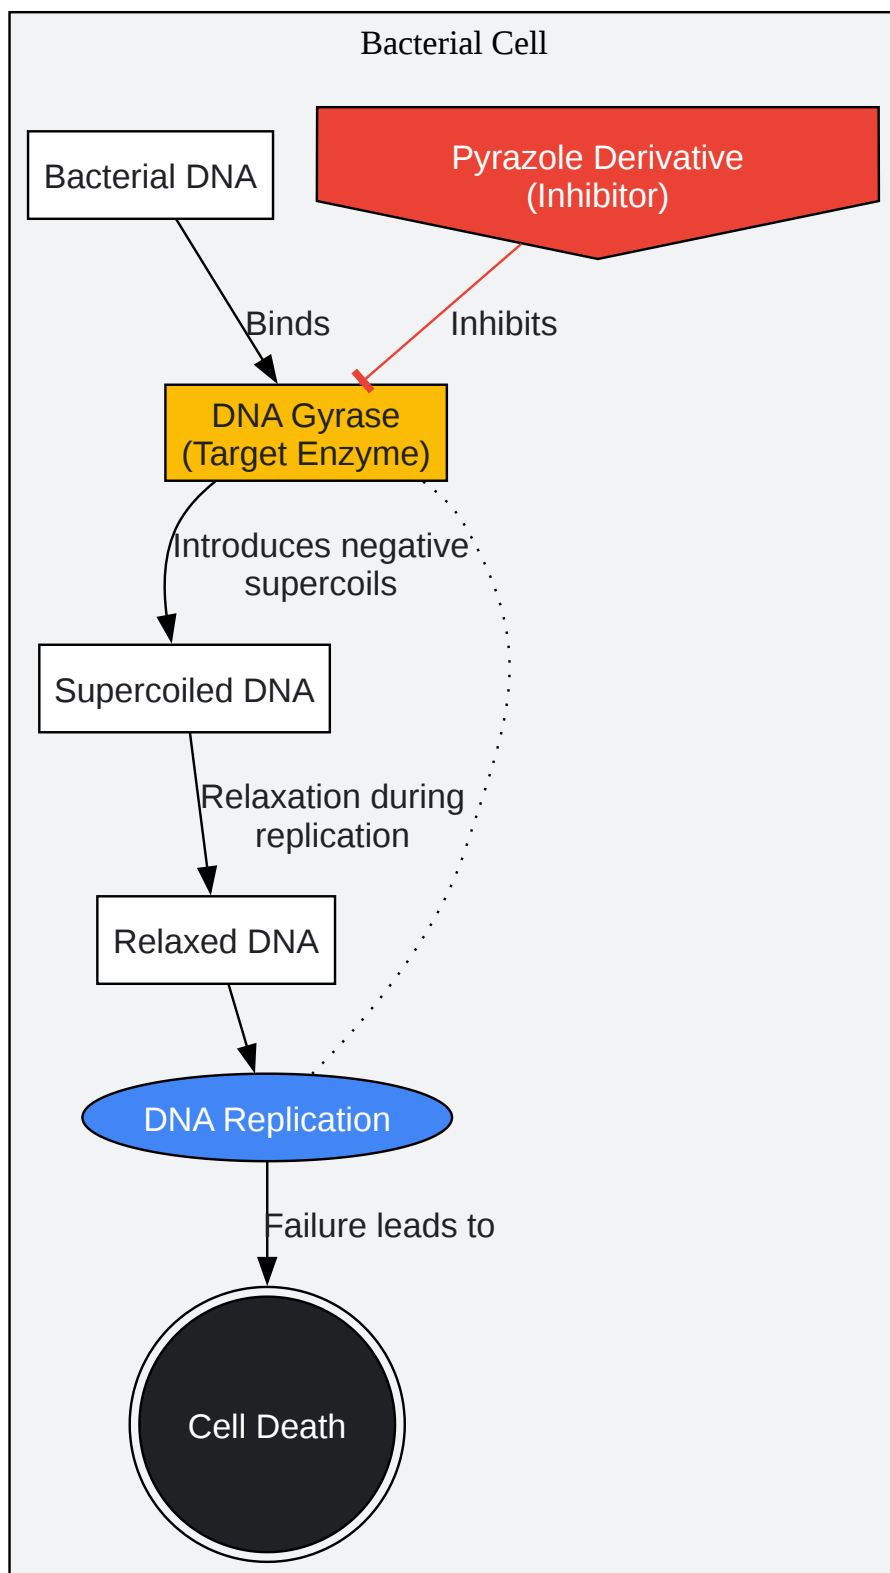 Bacterial Cell
Bacterial DNA
Pyrazole Derivative
(Inhibitor)
Binds
Inhibits
DNA Gyrase
(Target Enzyme)
Introduces negative
supercoils
Supercoiled DNA
Relaxation during
replication
Relaxed DNA
DNA Replication
Failure leads to
Cell Death